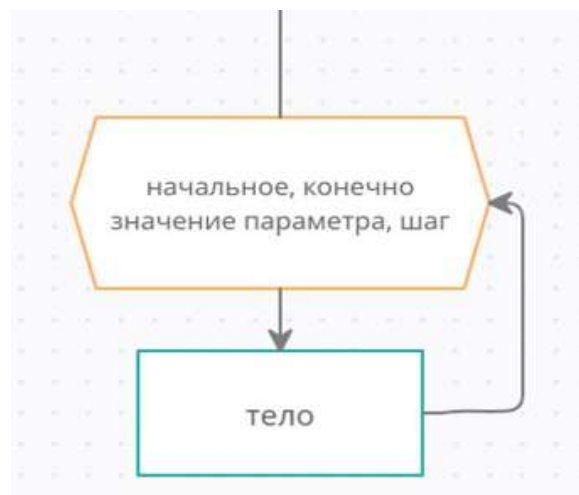 начальное, конечно
значение параметра, шаг
тело